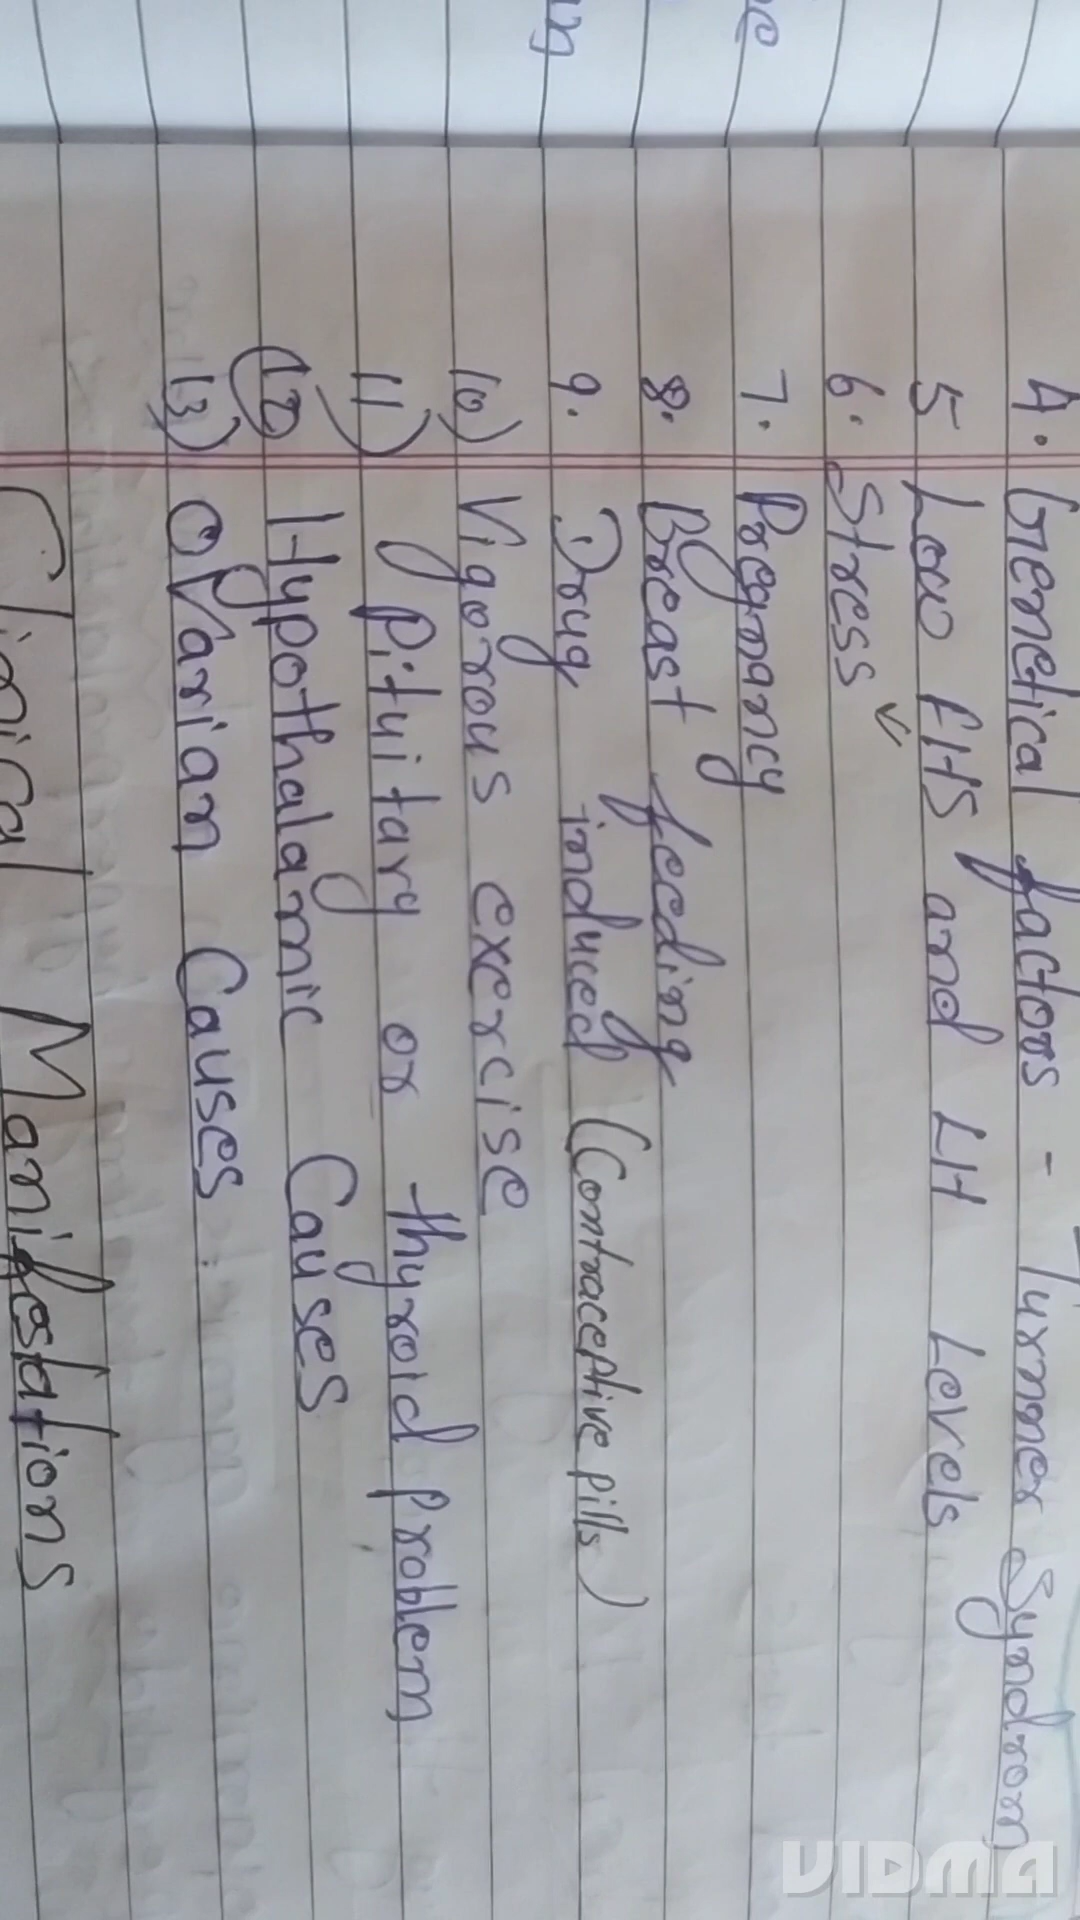 4. Genetical factors - Turner Syndrom
5 Low FHS and LH Levels
6. Stress
7. Pregnancy
8. Breast feeding
9. Drug induced (Contraceptive pills)
10) Vigorous exercise
11) Pituitary or thyroid Problem
12 Hypothalamic Causes
13) OVarian Causes
Clinical Manifestations
VIDMA